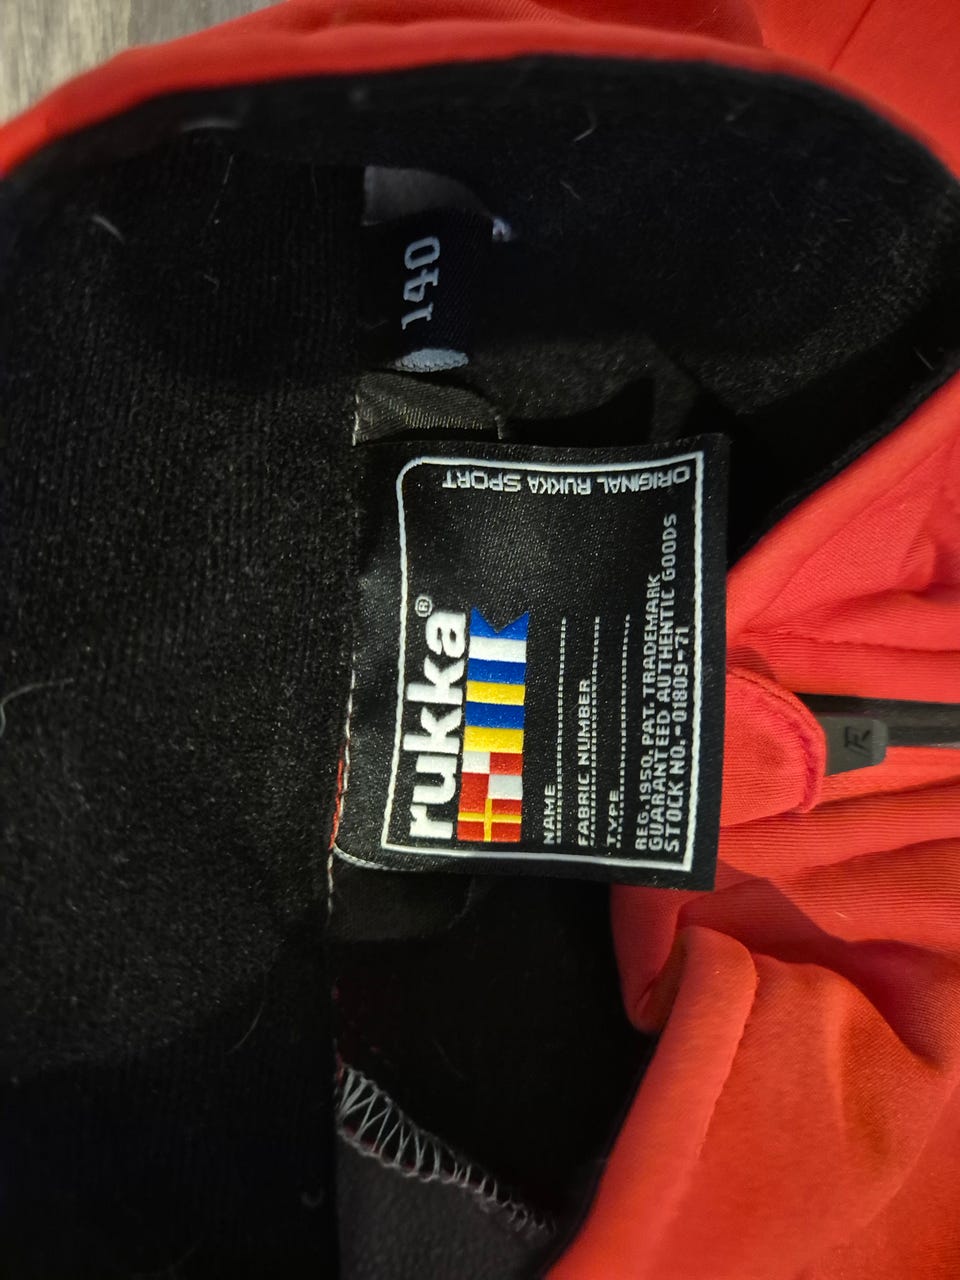 140
rukka®
NAME
FABRIC NUMBER
TYPE
REG. 1950. PAT. TRADEMARK
GUARANTEED AUTHENTIC GOODS
STOCK NO.-01809-71
ORIGINAL RUKKA SPORT